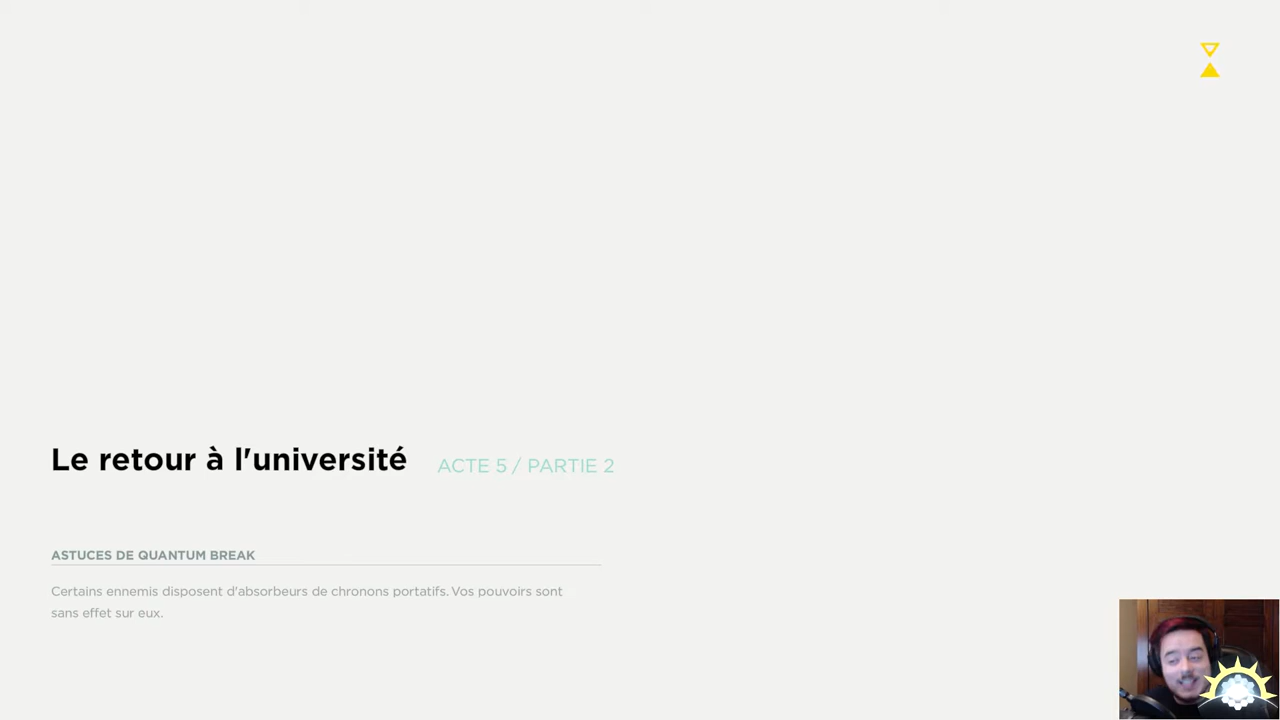 Le retour à l'université ACTE 5 / PARTIE 2
ASTUCES DE QUANTUM BREAK
Certains ennemis disposent d'absorbeurs de chronons portatifs. Vos pouvoirs sont
sans effet sur eux.